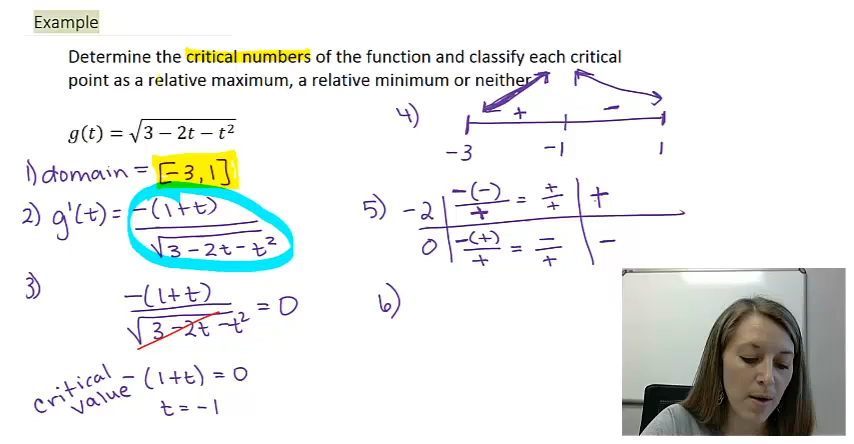 Example
Determine the critical numbers of the function and classify each critical
point as a relative maximum, a relative minimum or neither
g(t) = √(3 − 2t − t²)
1) domain = [-3, 1]
2) g'(t) = -(1+t) / √(3 - 2t - t²)
3)
-(1+t) / √(3 - 2t - t²) = 0
critical value
-(1+t) = 0
t = -1
4)
+ −
-3 -1 1
5) -2 | -(-)/+ = +/+ | +
0 | -(+)/+ = −/+ | −
6)